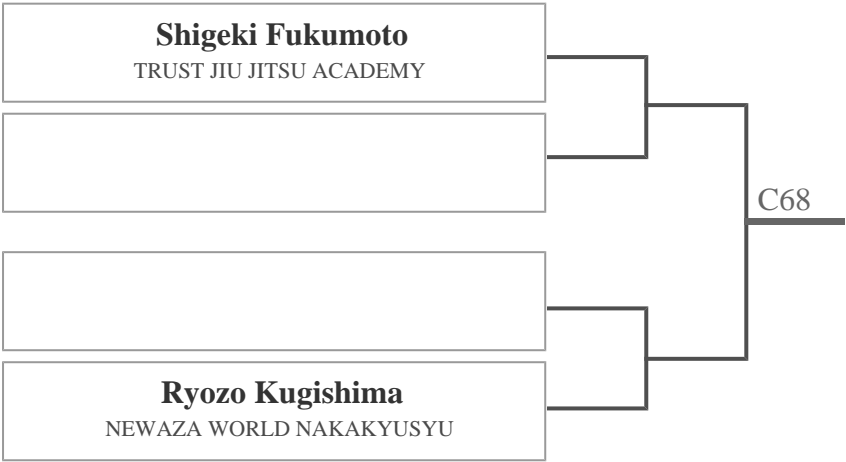 Shigeki Fukumoto
TRUST JIU JITSU ACADEMY
C68
Ryozo Kugishima
NEWAZA WORLD NAKAKYUSYU